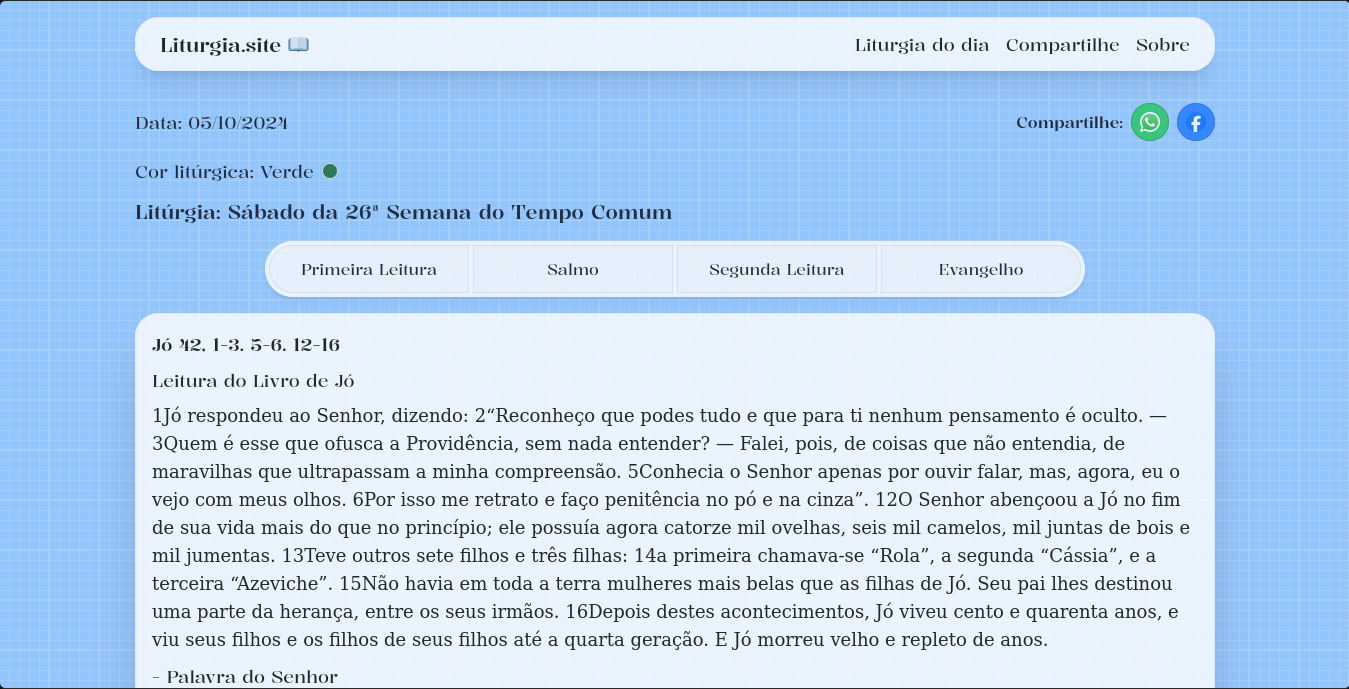 Liturgia.site
Liturgia do dia Compartilhe Sobre
Data: 05/10/2024
Compartilhe:
Cor litúrgica: Verde
Litúrgia: Sábado da 26ª Semana do Tempo Comum
Primeira Leitura Salmo Segunda Leitura Evangelho
Jó 42, 1-3. 5-6. 12-16
Leitura do Livro de Jó
1Jó respondeu ao Senhor, dizendo: 2“Reconheço que podes tudo e que para ti nenhum pensamento é oculto. —
3Quem é esse que ofusca a Providência, sem nada entender? — Falei, pois, de coisas que não entendia, de
maravilhas que ultrapassam a minha compreensão. 5Conhecia o Senhor apenas por ouvir falar, mas, agora, eu o
vejo com meus olhos. 6Por isso me retrato e faço penitência no pó e na cinza”. 12O Senhor abençoou a Jó no fim
de sua vida mais do que no princípio; ele possuía agora catorze mil ovelhas, seis mil camelos, mil juntas de bois e
mil jumentas. 13Teve outros sete filhos e três filhas: 14a primeira chamava-se “Rola”, a segunda “Cássia”, e a
terceira “Azeviche”. 15Não havia em toda a terra mulheres mais belas que as filhas de Jó. Seu pai lhes destinou
uma parte da herança, entre os seus irmãos. 16Depois destes acontecimentos, Jó viveu cento e quarenta anos, e
viu seus filhos e os filhos de seus filhos até a quarta geração. E Jó morreu velho e repleto de anos.
- Palavra do Senhor